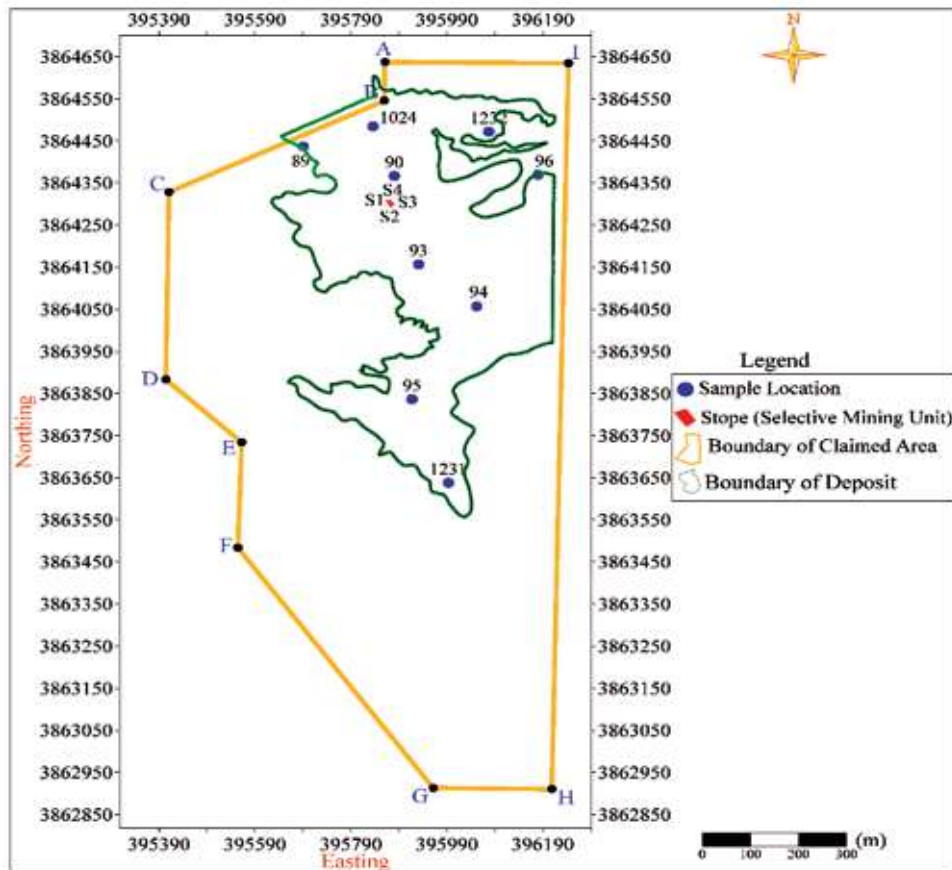 395390 395590 395790 395990 396190
N
A I
3864650 3864650
B
3864550 3864550
1024 1232
3864450 3864450
89 90 96
C
3864350 3864350
S4
S1 S3
S2
3864250 3864250
93
3864150 3864150
94
3864050 3864050
3863950 3863950
Legend
D
Sample Location
3863850 3863850
95
Stope (Selective Mining Unit)
3863750 3863750
E
Boundary of Claimed Area
1231
3863650 3863650
Boundary of Deposit
Northing
3863550 3863550
F
3863450 3863450
3863350 3863350
3863250 3863250
3863150 3863150
3863050 3863050
3862950 3862950
G H
3862850 3862850
(m)
0 100 200 300
395390 395590 395790 395990 396190
Easting